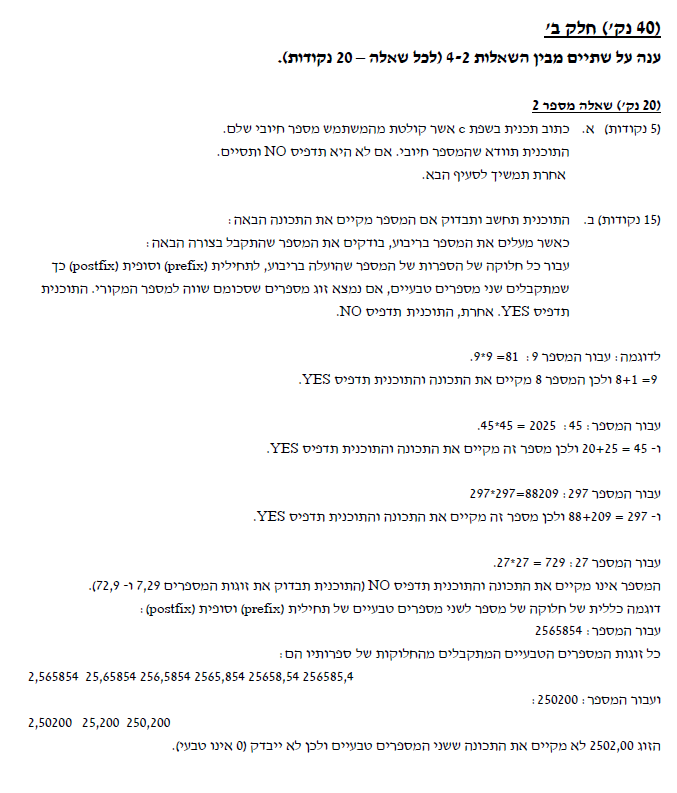 (40 נק') חלק ב'
ענה על שתיים מבין השאלות 4-2 (לכל שאלה – 20 נקודות).
(20 נק') שאלה מספר 2
(5 נקודות) א. כתוב תכנית בשפת c אשר קולטת מהמשתמש מספר חיובי שלם.
התוכנית תוודא שהמספר חיובי. אם לא היא תדפיס NO ותסיים.
אחרת תמשיך לסעיף הבא.
(15 נקודות) ב. התוכנית תחשב ותבדוק אם המספר מקיים את התכונה הבאה:
כאשר מעלים את המספר בריבוע, בודקים את המספר שהתקבל בצורה הבאה:
עבור כל חלוקה של הספרות של המספר שהועלה בריבוע, לתחילית (prefix) וסופית (postfix) כך
שמתקבלים שני מספרים טבעיים, אם נמצא זוג מספרים שסכומם שווה למספר המקורי. התוכנית
תדפיס YES. אחרת, התוכנית תדפיס NO.
לדוגמה: עבור המספר 9: 81 =9*9.
9= 8+1 ולכן המספר 8 מקיים את התכונה והתוכנית תדפיס YES.
עבור המספר: 45: 2025 = 45*45.
ו- 45 = 20+25 ולכן מספר זה מקיים את התכונה והתוכנית תדפיס YES.
עבור המספר 297: 297*297=88209
ו- 297 = 88+209 ולכן מספר זה מקיים את התכונה והתוכנית תדפיס YES.
עבור המספר 27: 729 = 27*27.
המספר אינו מקיים את התכונה והתוכנית תדפיס NO (התוכנית תבדוק את זוגות המספרים 7,29 ו- 72,9).
דוגמה כללית של חלוקה של מספר לשני מספרים טבעיים של תחילית (prefix) וסופית (postfix):
עבור המספר: 2565854
כל זוגות המספרים הטבעיים המתקבלים מהחלוקות של ספרותיו הם:
2,565854 25,65854 256,5854 2565,854 25658,54 256585,4
ועבור המספר: 250200:
2,50200 25,200 250,200
הזוג 2502,00 לא מקיים את התכונה ששני המספרים טבעיים ולכן לא ייבדק (0 אינו טבעי).